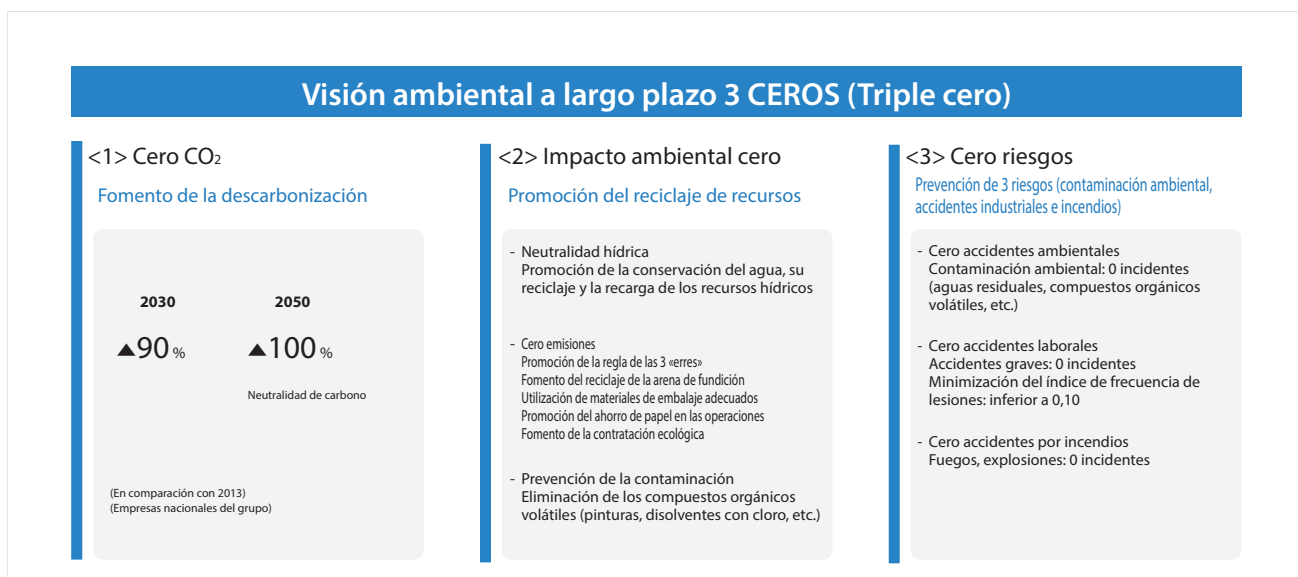 Visión ambiental a largo plazo 3 CEROS (Triple cero)
<1> Cero CO₂
Fomento de la descarbonización
2030
2050
▲90 %
▲100 %
Neutralidad de carbono
(En comparación con 2013)
(Empresas nacionales del grupo)
<2> Impacto ambiental cero
Promoción del reciclaje de recursos
- Neutralidad hídrica
Promoción de la conservación del agua, su
reciclaje y la recarga de los recursos hídricos
- Cero emisiones
Promoción de la regla de las 3 «erres»
Fomento del reciclaje de la arena de fundición
Utilización de materiales de embalaje adecuados
Promoción del ahorro de papel en las operaciones
Fomento de la contratación ecológica
- Prevención de la contaminación
Eliminación de los compuestos orgánicos
volátiles (pinturas, disolventes con cloro, etc.)
<3> Cero riesgos
Prevención de 3 riesgos (contaminación ambiental,
accidentes industriales e incendios)
- Cero accidentes ambientales
Contaminación ambiental: 0 incidentes
(aguas residuales, compuestos orgánicos
volátiles, etc.)
- Cero accidentes laborales
Accidentes graves: 0 incidentes
Minimización del índice de frecuencia de
lesiones: inferior a 0,10
- Cero accidentes por incendios
Fuegos, explosiones: 0 incidentes